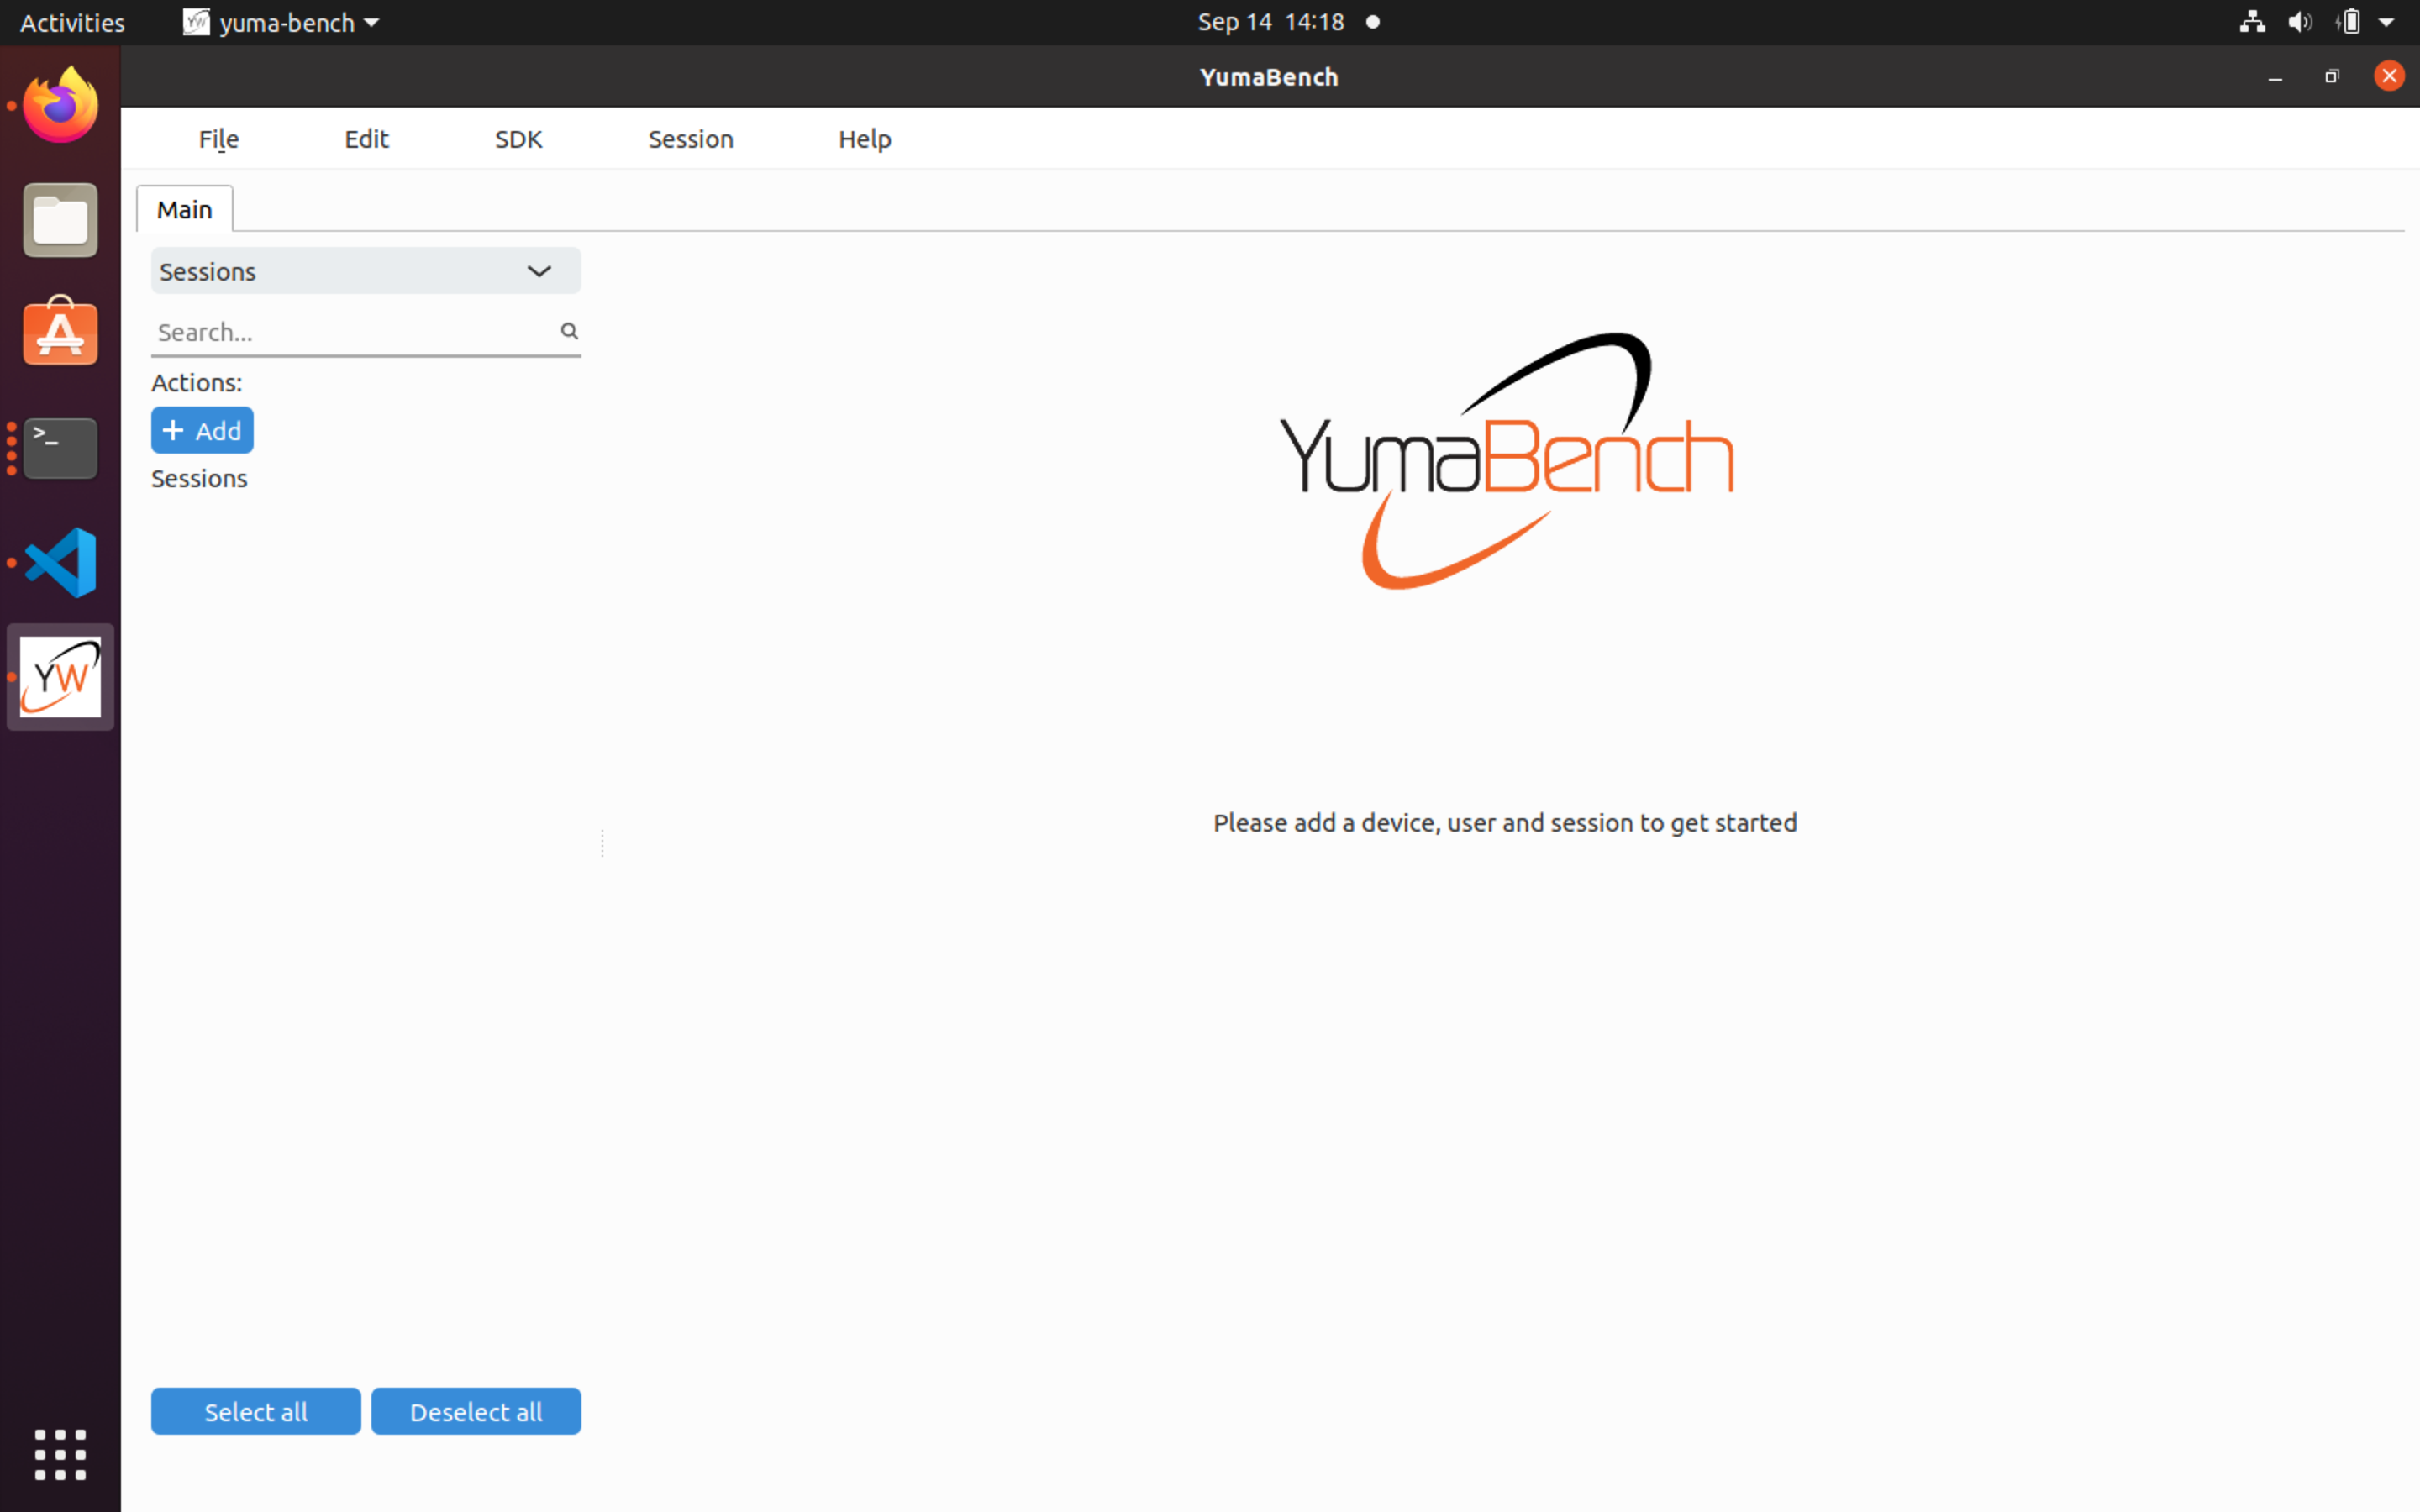 Activities yuma-bench Sep 14 14:18
YumaBench
File Edit SDK Session Help
Main
Sessions
Search...
Actions:
+ Add
Sessions
YW
YumaBench
Please add a device, user and session to get started
Select all Deselect all